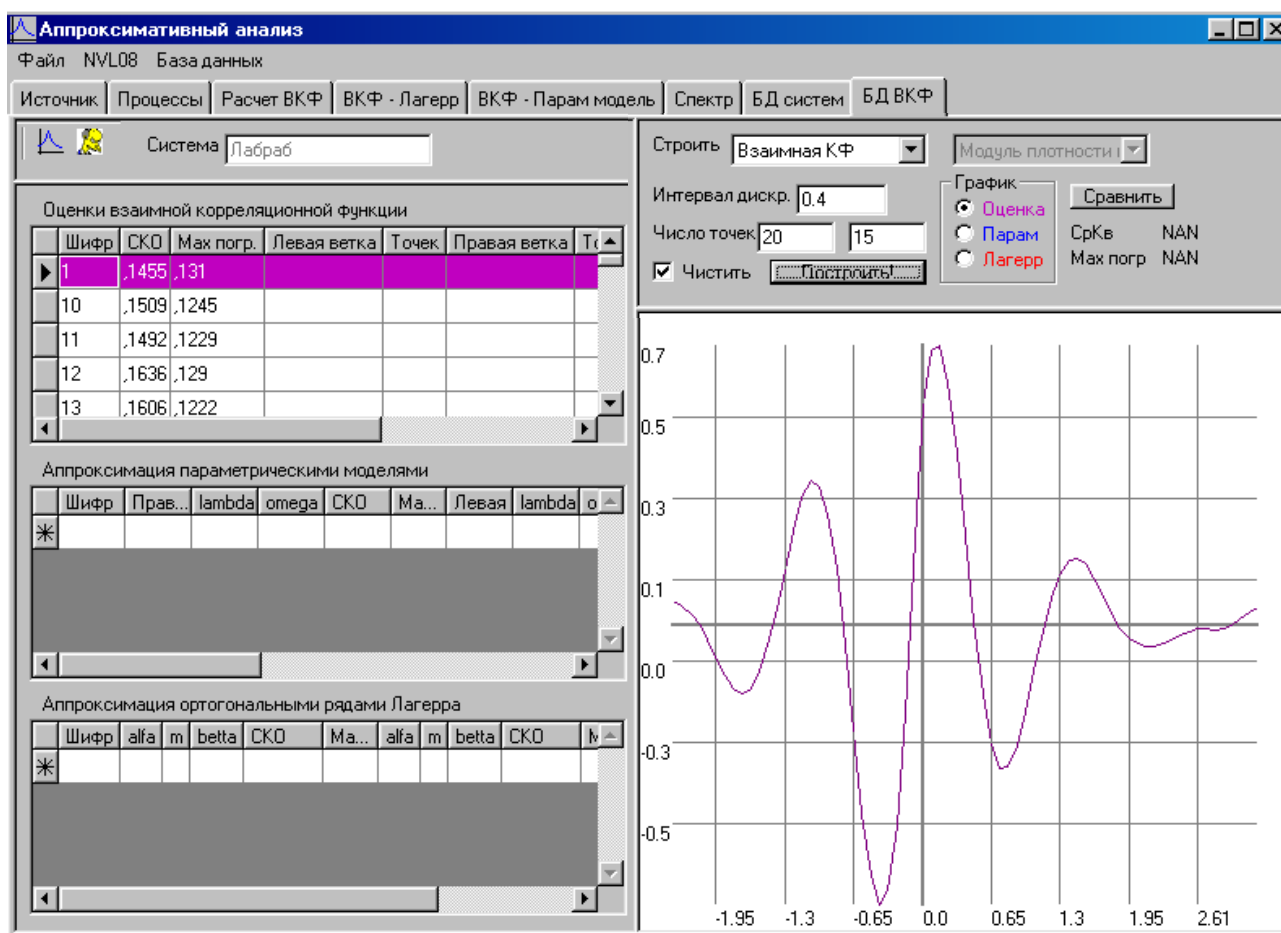 Аппроксимативный анализ
Файл NVL08 База данных
Источник Процессы Расчет ВКФ ВКФ - Лагерр ВКФ - Парам модель Спектр БД систем БД ВКФ
Система Лабраб
Оценки взаимной корреляционной функции
Шифр СКО Мах погр. Левая ветка Точек Правая ветка
1 ,1455 ,131
10 ,1509 ,1245
11 ,1492 ,1229
12 ,1636 ,129
13 ,1606 ,1222
Аппроксимация параметрическими моделями
Шифр Прав... lambda omega СКО Ма... Левая lambda o
Аппроксимация ортогональными рядами Лагерра
Шифр alfa m betta СКО Ма... alfa m betta СКО
Строить Взаимная КФ Модуль плотности
Интервал дискр. 0.4
Число точек 20 15
Чистить Построить!
График
Оценка
Парам
Лагерр
Сравнить
СрКв NAN
Мах погр NAN
0.7
0.5
0.3
0.1
0.0
-0.3
-0.5
-1.95 -1.3 -0.65 0.0 0.65 1.3 1.95 2.61